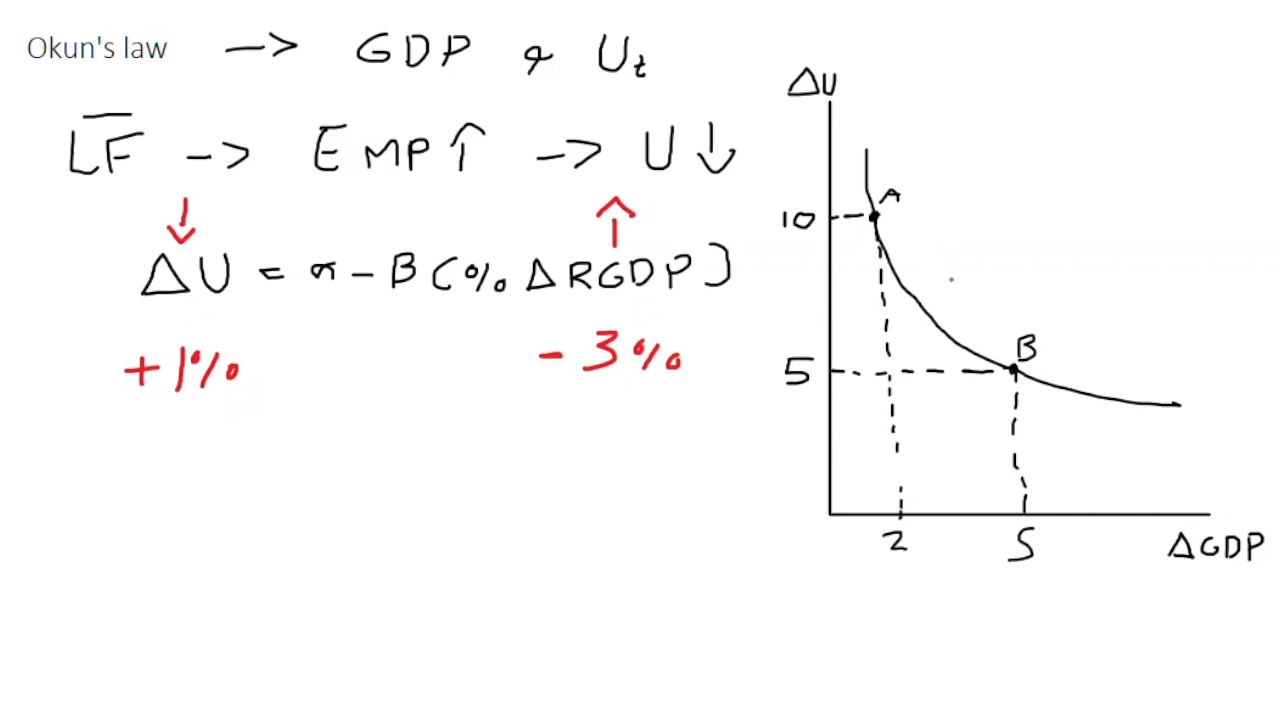 Okun's law -> GDP & Ut
LF -> EMP↑ -> U↓
ΔU = α - B(%ΔRGDP)
+1% -3%
ΔU
10 A
5 B
2 5 ΔGDP